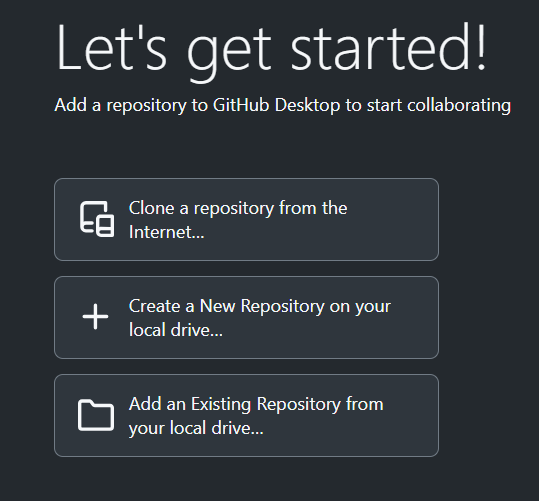 Let's get started!
Add a repository to GitHub Desktop to start collaborating
Clone a repository from the
Internet...
Create a New Repository on your
local drive...
Add an Existing Repository from
your local drive...